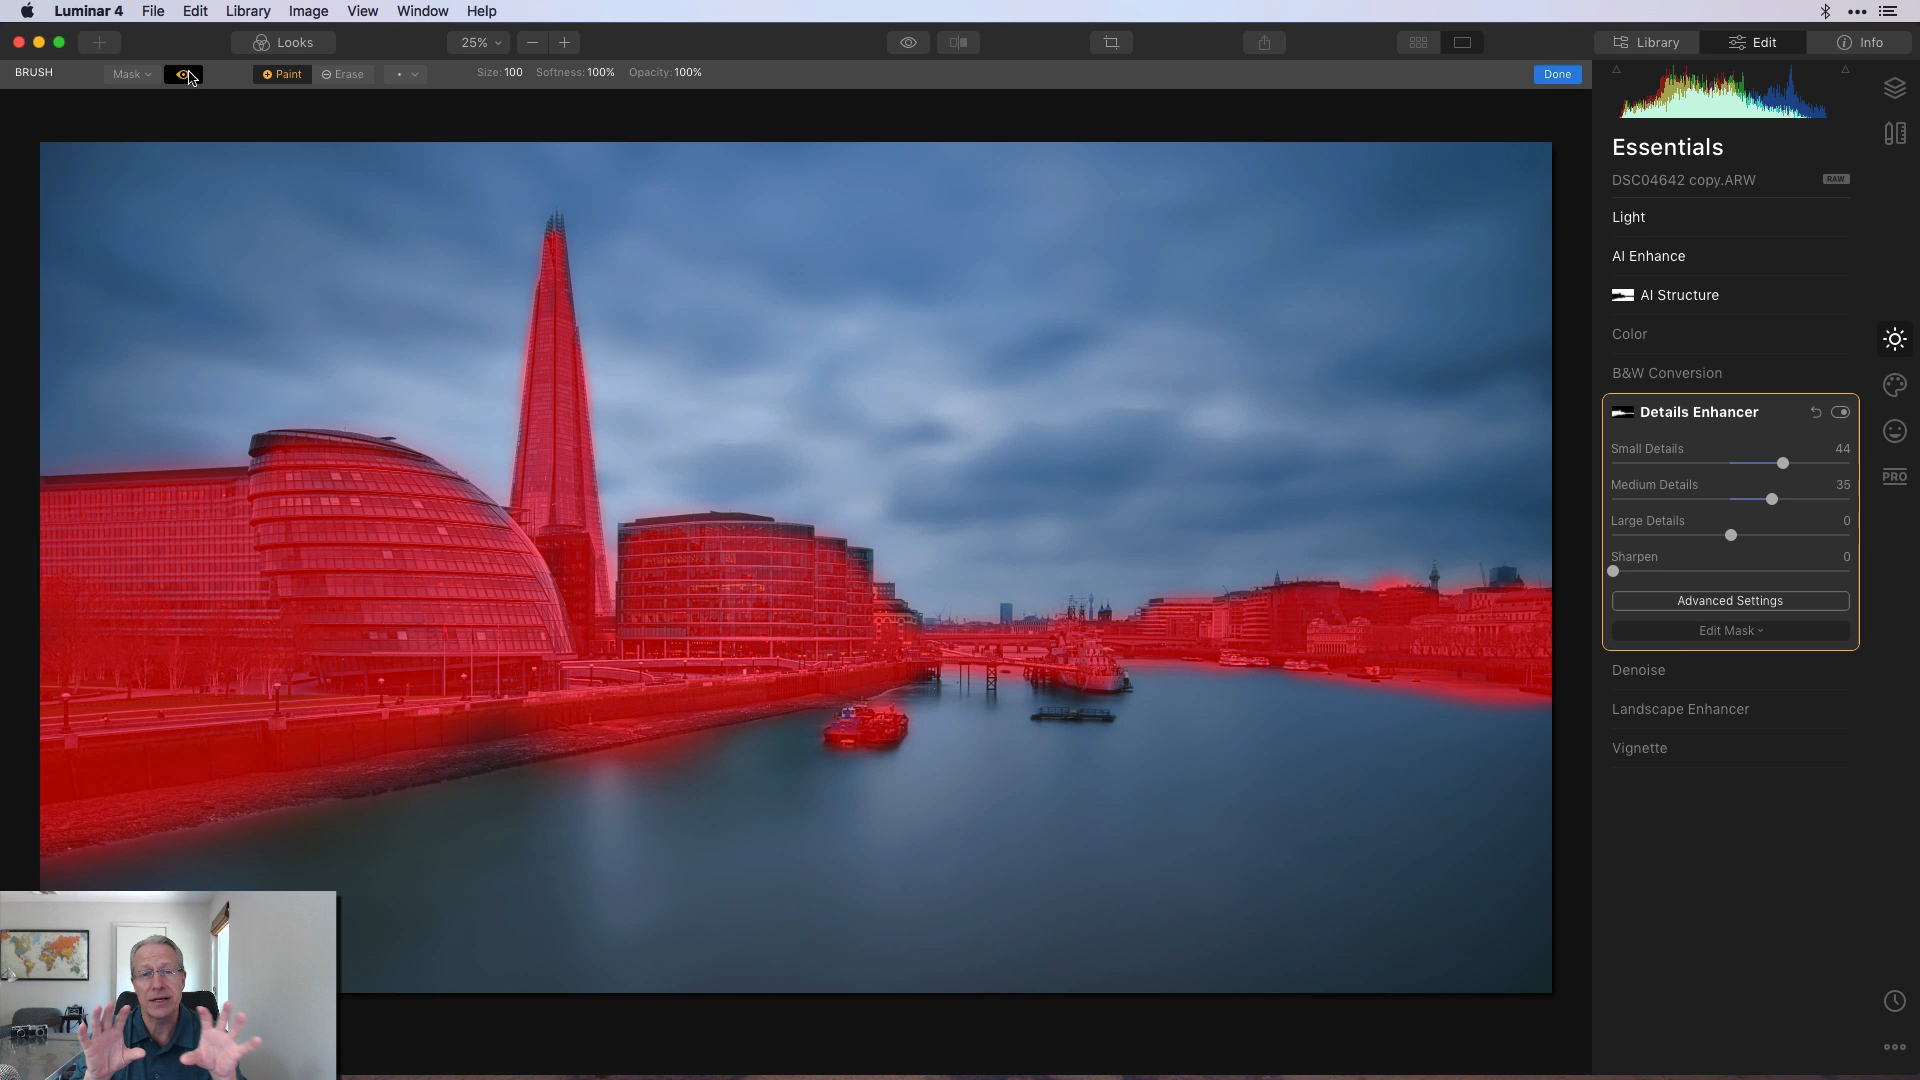 Luminar 4 File Edit Library Image View Window Help
Looks 25% Library Edit Info
BRUSH Mask Paint Erase Size:100 Softness:100% Opacity:100% Done
Essentials
DSC04642 copy.ARW RAW
Light
AI Enhance
AI Structure
Color
B&W Conversion
Details Enhancer
Small Details 44
Medium Details 35
PRO
Large Details 0
Sharpen 0
Advanced Settings
Edit Mask
Denoise
Landscape Enhancer
Vignette